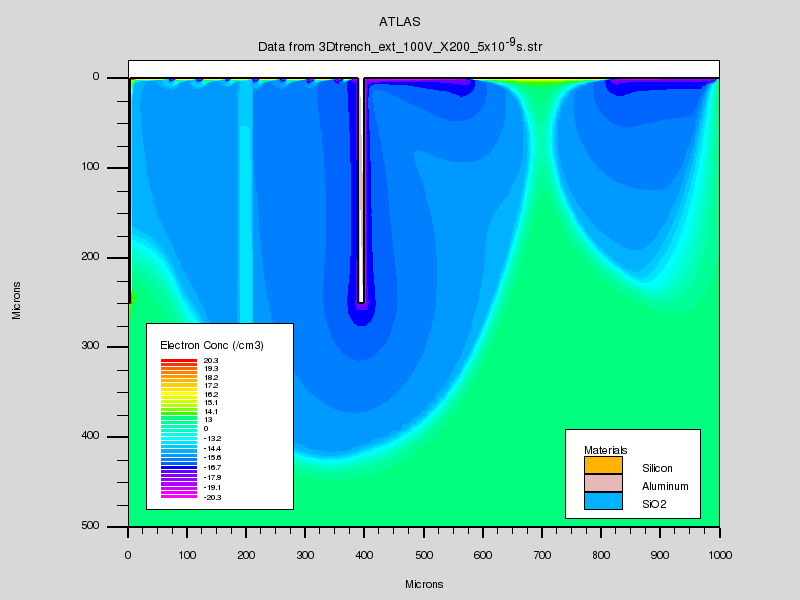 ATLAS
Data from 3Dtrench_ext_100V_X200_5x10-9s.str
0
100
200
300
400
500
Microns
Electron Conc (/cm3)
20.3
19.3
18.2
17.2
16.2
15.1
14.1
13
0
-13.2
-14.4
-15.6
-16.7
-17.9
-19.1
-20.3
Materials
Silicon
Aluminum
SiO2
0 100 200 300 400 500 600 700 800 900 1000
Microns